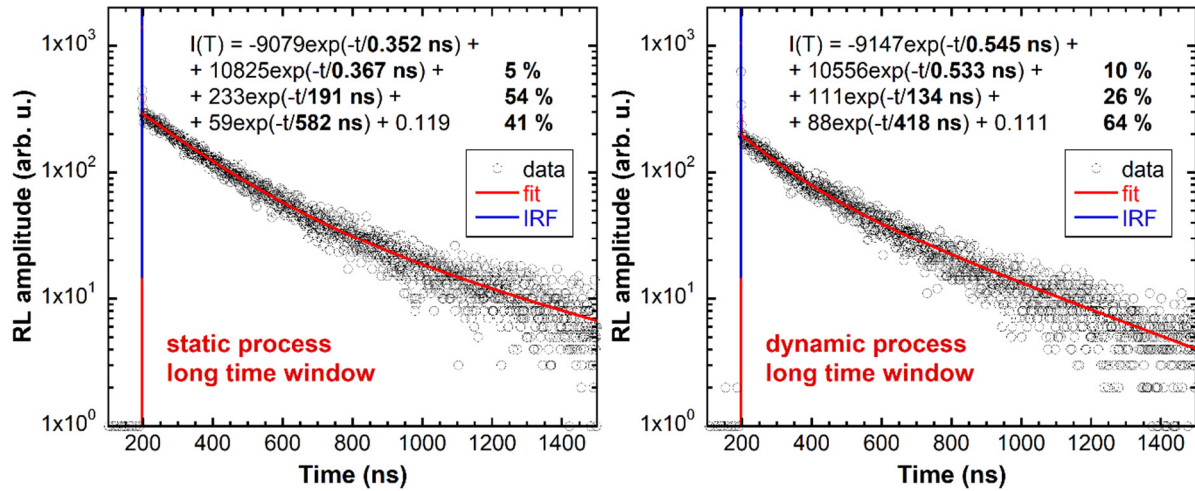 RL amplitude (arb. u.)
1x10³
1x10²
1x10¹
1x10⁰
I(T) = -9079exp(-t/0.352 ns) +
+ 10825exp(-t/0.367 ns) + 5 %
+ 233exp(-t/191 ns) + 54 %
+ 59exp(-t/582 ns) + 0.119 41 %
data
fit
IRF
static process
long time window
200 400 600 800 1000 1200 1400
Time (ns)
RL amplitude (arb. u.)
1x10³
1x10²
1x10¹
1x10⁰
I(T) = -9147exp(-t/0.545 ns) +
+ 10556exp(-t/0.533 ns) + 10 %
+ 111exp(-t/134 ns) + 26 %
+ 88exp(-t/418 ns) + 0.111 64 %
data
fit
IRF
dynamic process
long time window
200 400 600 800 1000 1200 1400
Time (ns)